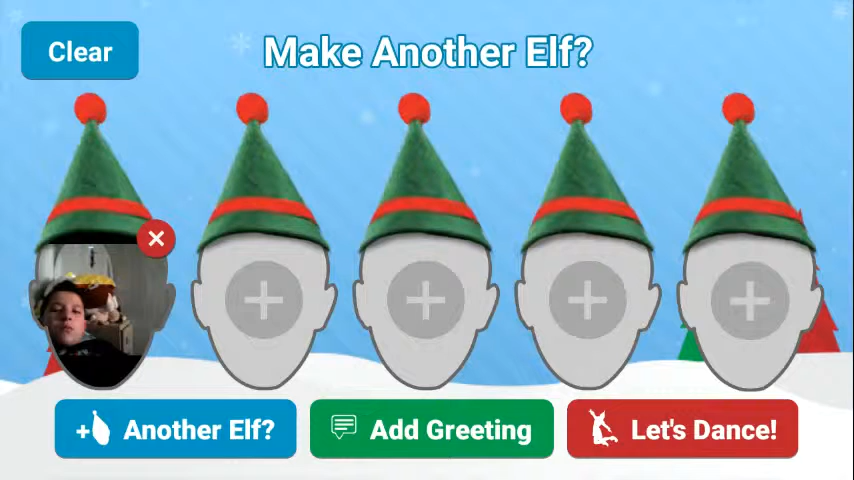 Clear
Make Another Elf?
Another Elf?
Add Greeting
Let's Dance!